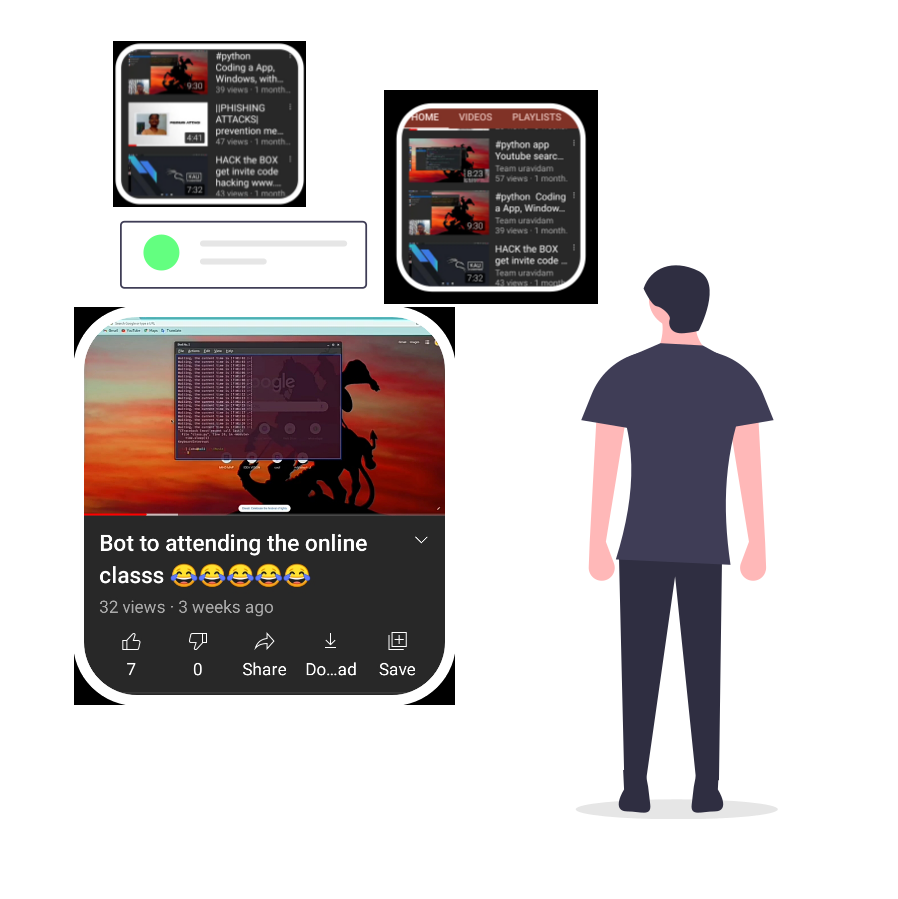 #python
Coding a App,
Windows, with...
9:30
39 views · 1 month...
||PHISHING
ATTACKS|
prevention me...
4:41
47 views · 1 month...
HACK the BOX
get invite code
hacking www....
7:32
43 views · 1 month
HOME VIDEOS PLAYLISTS
#python app
Youtube searc...
8:23
Team uravidam
57 views · 1 month.
#python Coding
a App, Window...
Team uravidam
9:30
39 views · 1 month.
HACK the BOX
get invite code ...
Team uravidam
7:32
43 views · 1 month
Bot to attending the online
classs 😂😂😂😂😂
32 views · 3 weeks ago
7 0 Share Do...ad Save